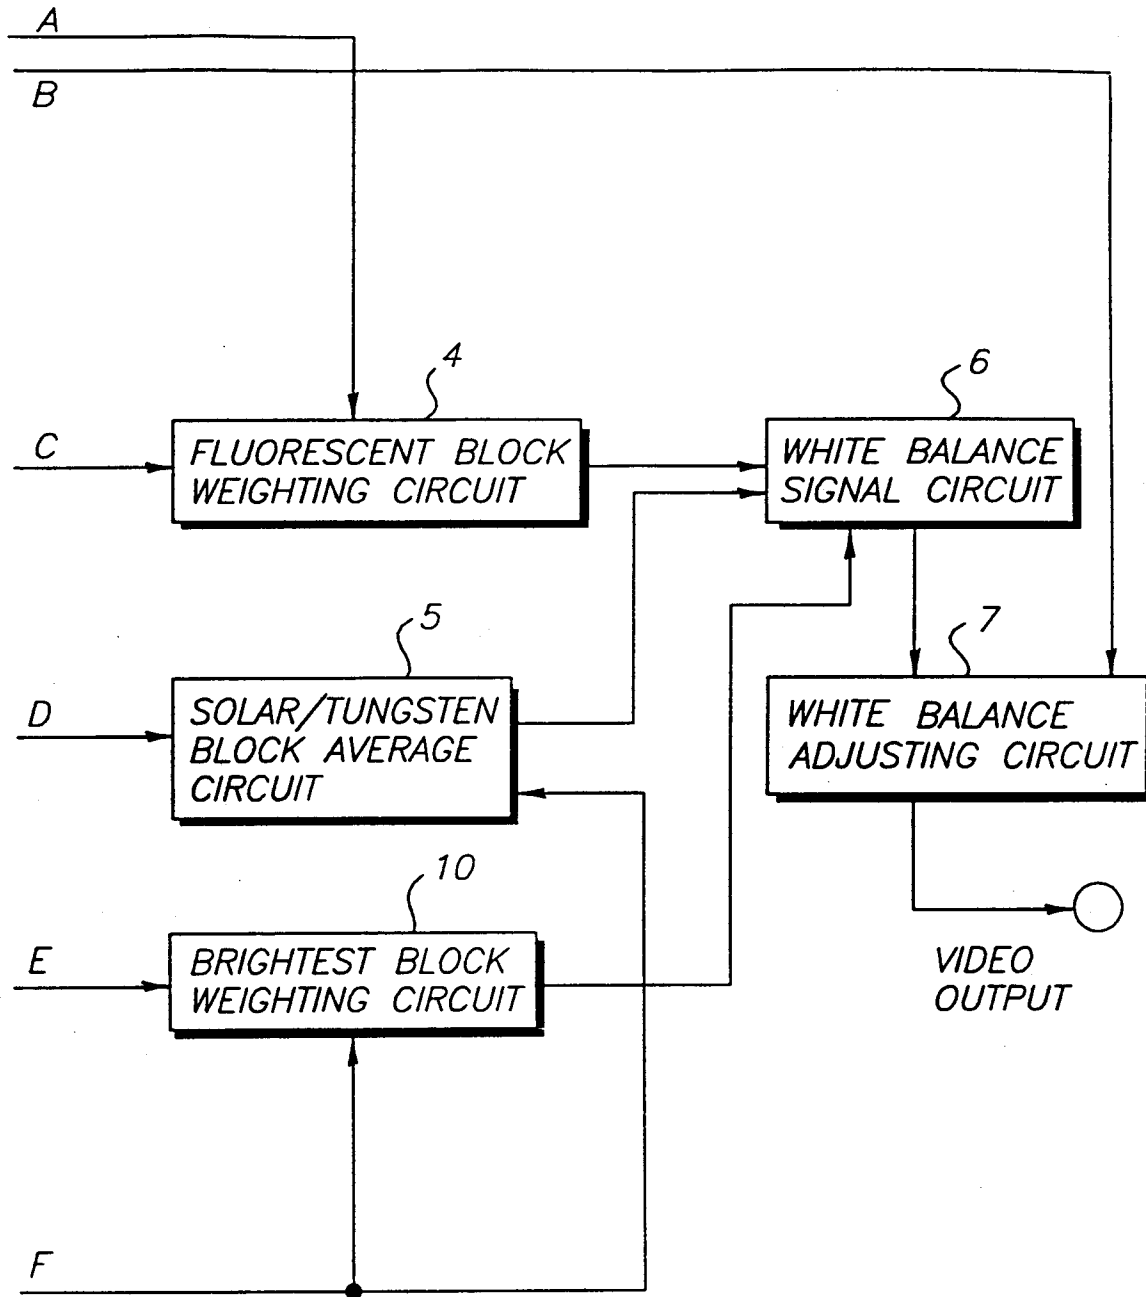 A
B
4
6
C
FLUORESCENT BLOCK
WEIGHTING CIRCUIT
WHITE BALANCE
SIGNAL CIRCUIT
5
7
D
SOLAR/TUNGSTEN
BLOCK AVERAGE
CIRCUIT
WHITE BALANCE
ADJUSTING CIRCUIT
10
E
BRIGHTEST BLOCK
WEIGHTING CIRCUIT
VIDEO
OUTPUT
F